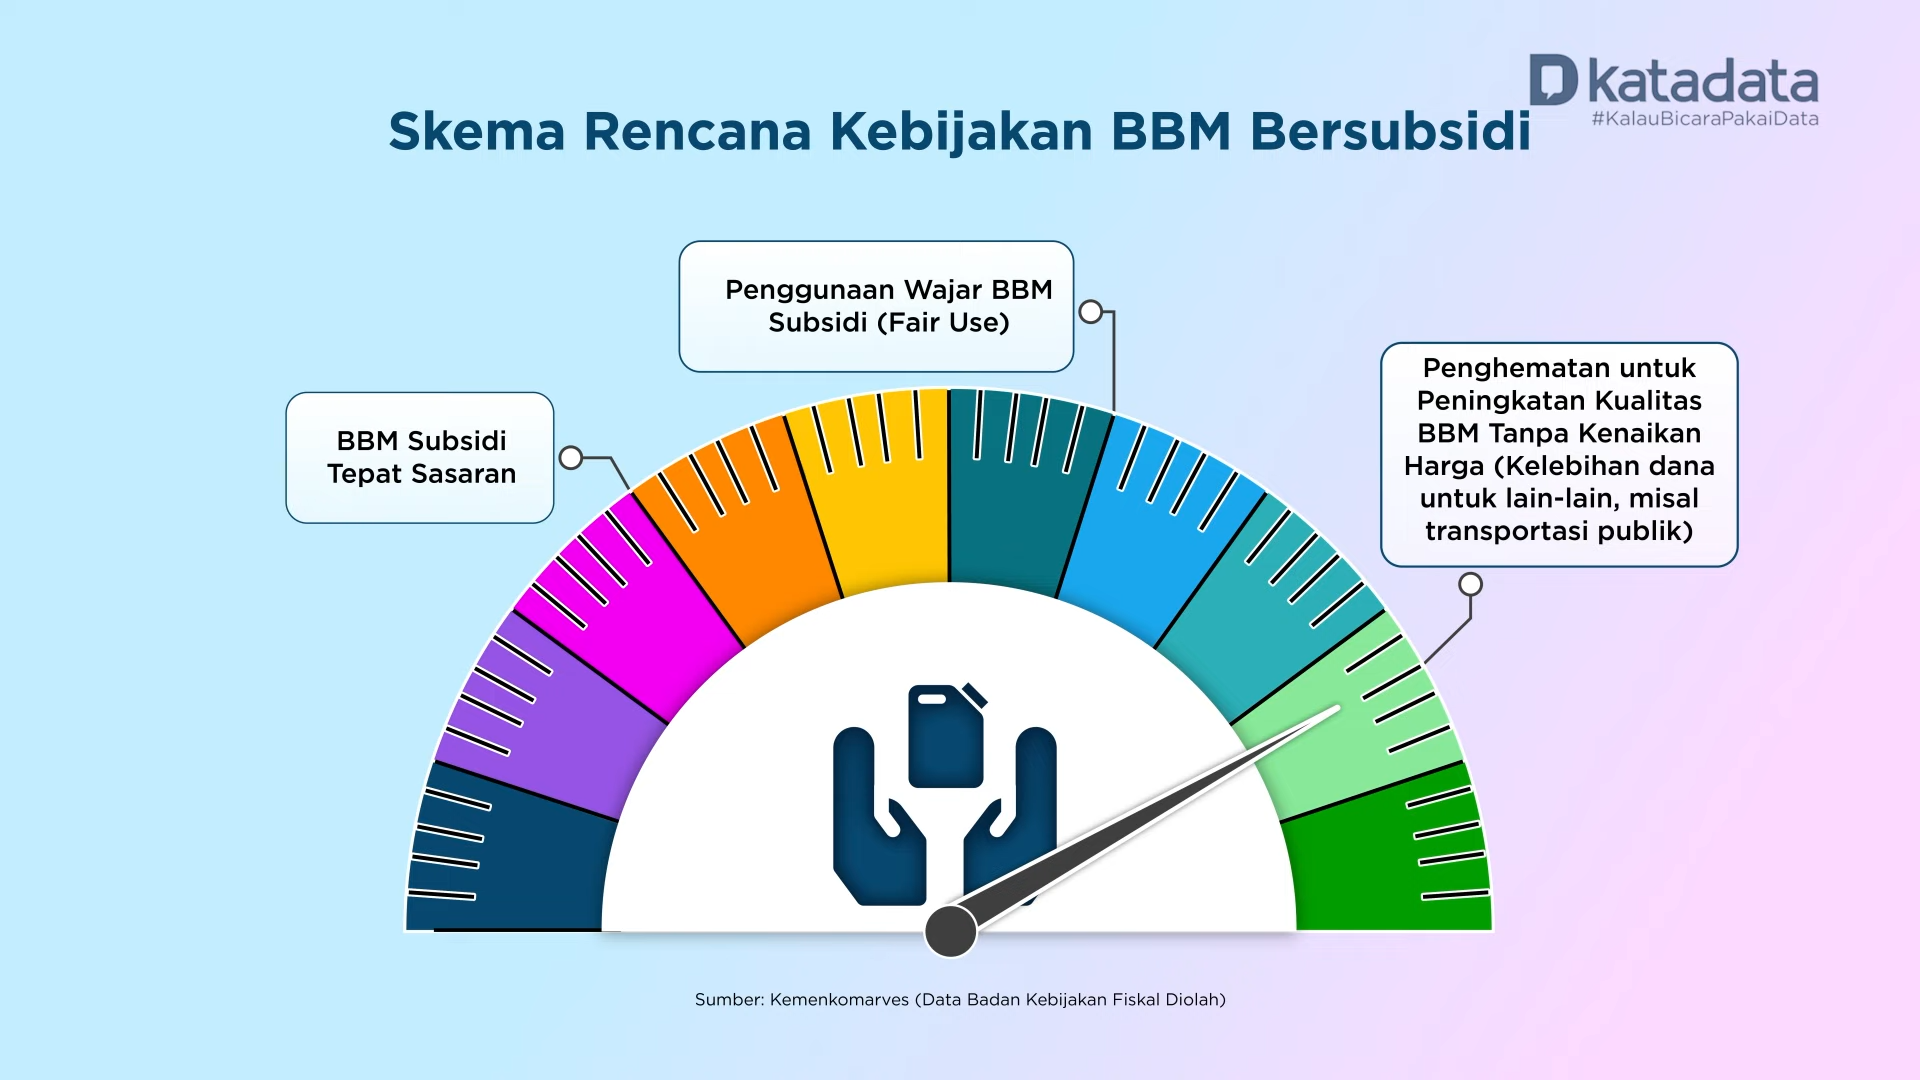 katadata
#KalauBicaraPakaiData
Skema Rencana Kebijakan BBM Bersubsidi
Penggunaan Wajar BBM
Subsidi (Fair Use)
BBM Subsidi
Tepat Sasaran
Penghematan untuk
Peningkatan Kualitas
BBM Tanpa Kenaikan
Harga (Kelebihan dana
untuk lain-lain, misal
transportasi publik)
Sumber: Kemenkomarves (Data Badan Kebijakan Fiskal Diolah)